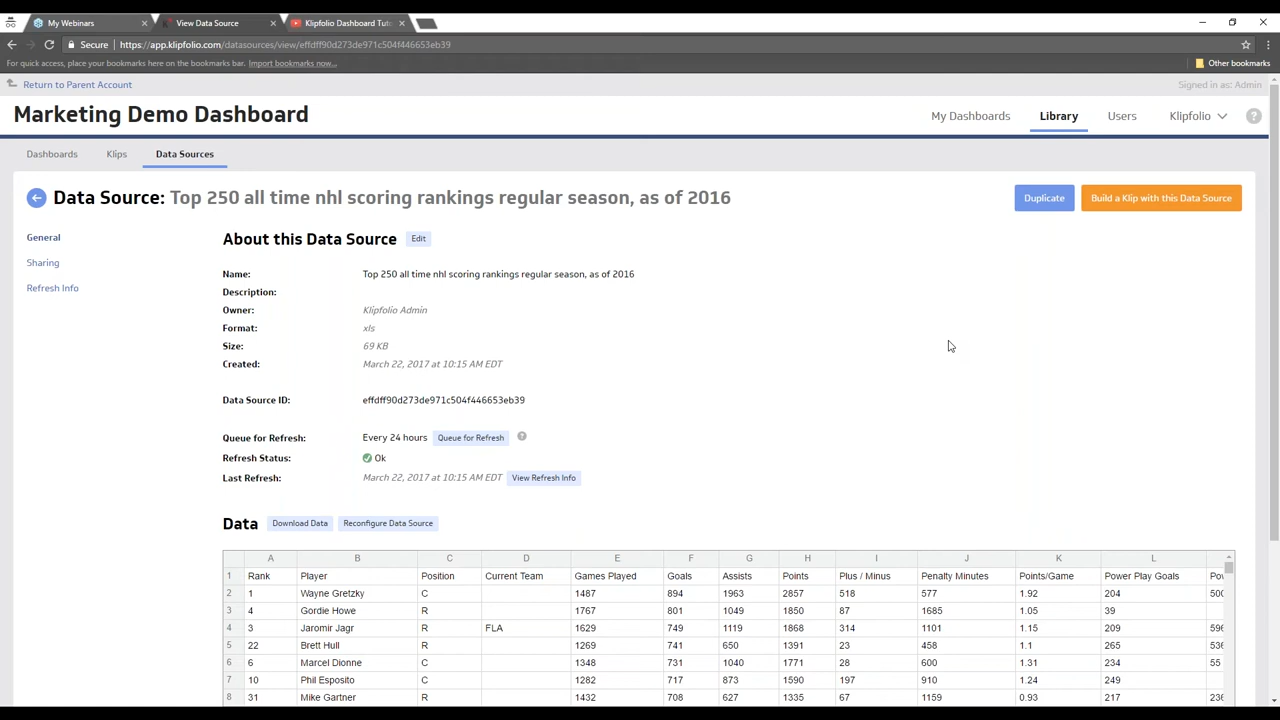 My Webinars
View Data Source
Klipfolio Dashboard Tuto
Secure https://app.klipfolio.com/datasources/view/effdff90d273de971c504f446653eb39
For quick access, place your bookmarks here on the bookmarks bar. Import bookmarks now... Other bookmarks
Return to Parent Account Signed in as: Admin
Marketing Demo Dashboard My Dashboards Library Users Klipfolio ?
Dashboards Klips Data Sources
Data Source: Top 250 all time nhl scoring rankings regular season, as of 2016 Duplicate Build a Klip with this Data Source
General
Sharing
Refresh Info
About this Data Source Edit
Name: Top 250 all time nhl scoring rankings regular season, as of 2016
Description:
Owner: Klipfolio Admin
Format: xls
Size: 69 KB
Created: March 22, 2017 at 10:15 AM EDT
Data Source ID: effdff90d273de971c504f446653eb39
Queue for Refresh: Every 24 hours Queue for Refresh ?
Refresh Status: Ok
Last Refresh: March 22, 2017 at 10:15 AM EDT View Refresh Info
Data Download Data Reconfigure Data Source
A B C D E F G H I J K L
1 Rank Player Position Current Team Games Played Goals Assists Points Plus / Minus Penalty Minutes Points/Game Power Play Goals Pow
2 1 Wayne Gretzky C 1487 894 1963 2857 518 577 1.92 204 500
3 4 Gordie Howe R 1767 801 1049 1850 87 1685 1.05 39
4 3 Jaromir Jagr R FLA 1629 749 1119 1868 314 1101 1.15 209 596
5 22 Brett Hull R 1269 741 650 1391 23 458 1.1 265 536
6 6 Marcel Dionne C 1348 731 1040 1771 28 600 1.31 234 55
7 10 Phil Esposito C 1282 717 873 1590 197 910 1.24 249
8 31 Mike Gartner R 1432 708 627 1335 67 1159 0.93 217 236